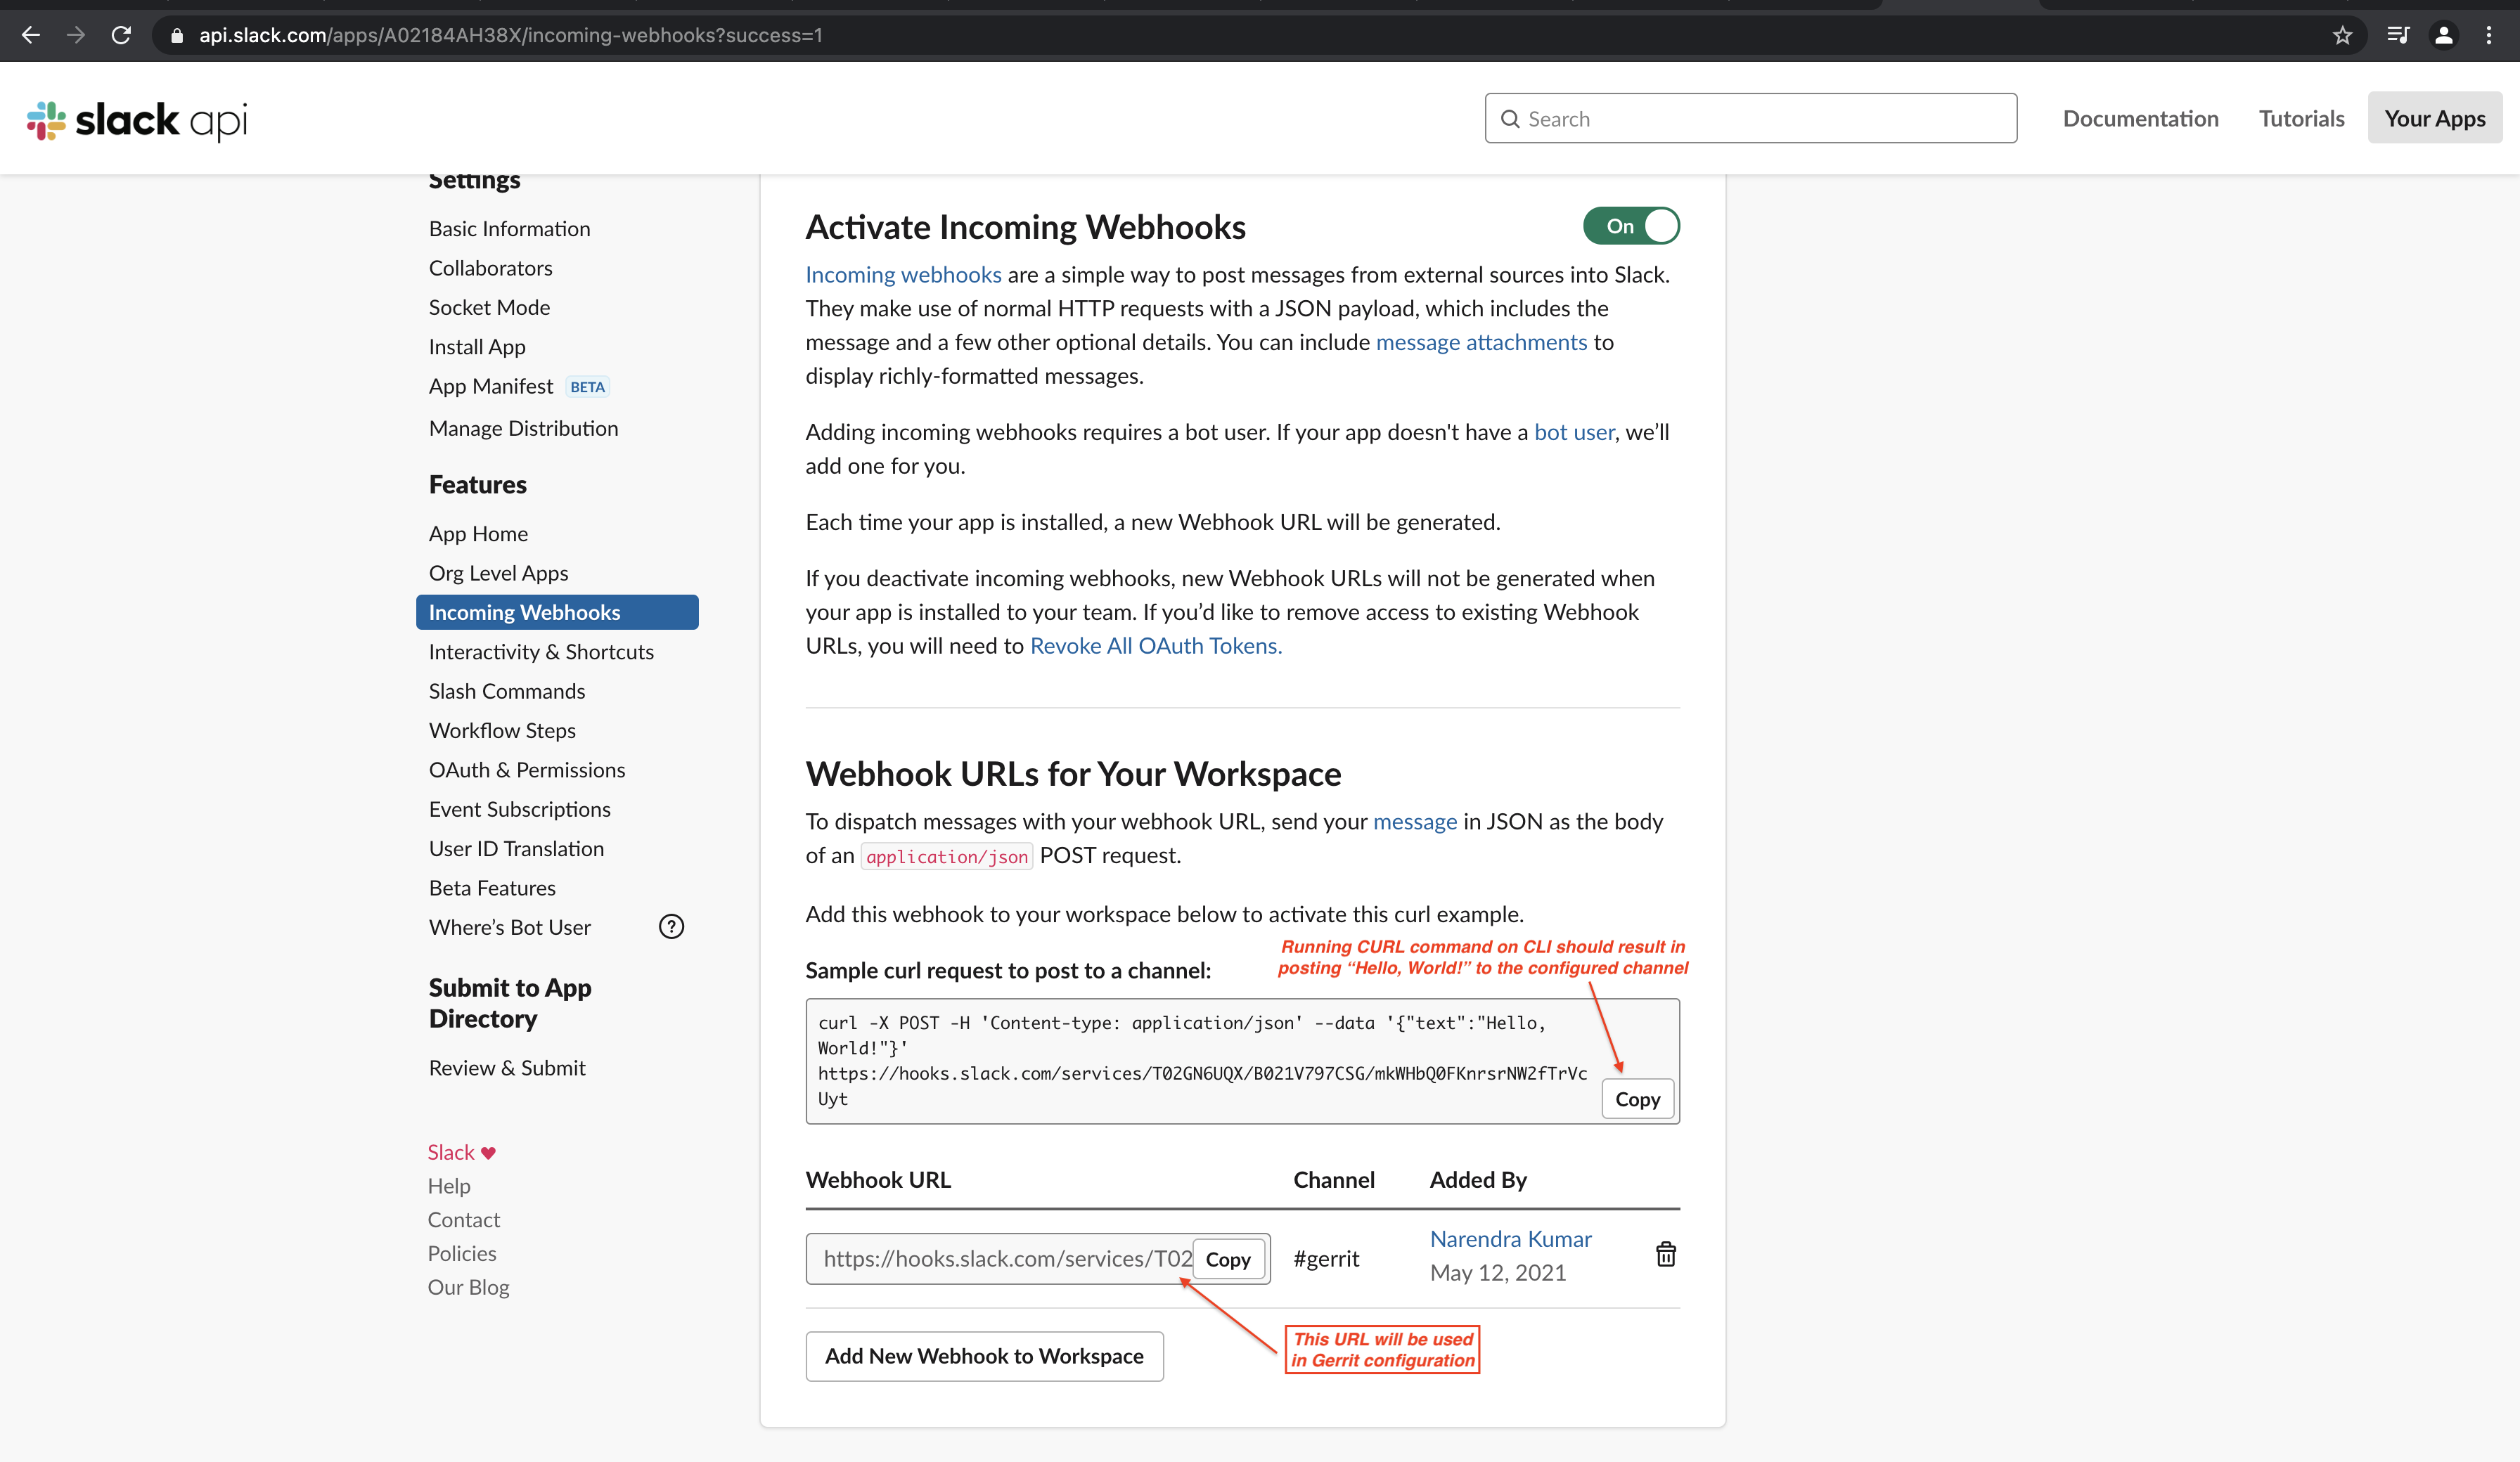 api.slack.com/apps/A02184AH38X/incoming-webhooks?success=1
slack api
Search
Documentation
Tutorials
Your Apps
Settings
Basic Information
Collaborators
Socket Mode
Install App
App Manifest BETA
Manage Distribution
Features
App Home
Org Level Apps
Incoming Webhooks
Interactivity & Shortcuts
Slash Commands
Workflow Steps
OAuth & Permissions
Event Subscriptions
User ID Translation
Beta Features
Where’s Bot User ?
Submit to App
Directory
Review & Submit
Slack ♥
Help
Contact
Policies
Our Blog
Activate Incoming Webhooks
On
Incoming webhooks are a simple way to post messages from external sources into Slack.
They make use of normal HTTP requests with a JSON payload, which includes the
message and a few other optional details. You can include message attachments to
display richly-formatted messages.
Adding incoming webhooks requires a bot user. If your app doesn't have a bot user, we’ll
add one for you.
Each time your app is installed, a new Webhook URL will be generated.
If you deactivate incoming webhooks, new Webhook URLs will not be generated when
your app is installed to your team. If you’d like to remove access to existing Webhook
URLs, you will need to Revoke All OAuth Tokens.
Webhook URLs for Your Workspace
To dispatch messages with your webhook URL, send your message in JSON as the body
of an application/json POST request.
Add this webhook to your workspace below to activate this curl example.
Running CURL command on CLI should result in
posting “Hello, World!” to the configured channel
Sample curl request to post to a channel:
curl -X POST -H 'Content-type: application/json' --data '{"text":"Hello,
World!"}'
https://hooks.slack.com/services/T02GN6UQX/B021V797CSG/mkWHbQ0FKnrsrNW2fTrVc
Uyt
Copy
Webhook URL
Channel
Added By
https://hooks.slack.com/services/T02
Copy
#gerrit
Narendra Kumar
May 12, 2021
This URL will be used
in Gerrit configuration
Add New Webhook to Workspace